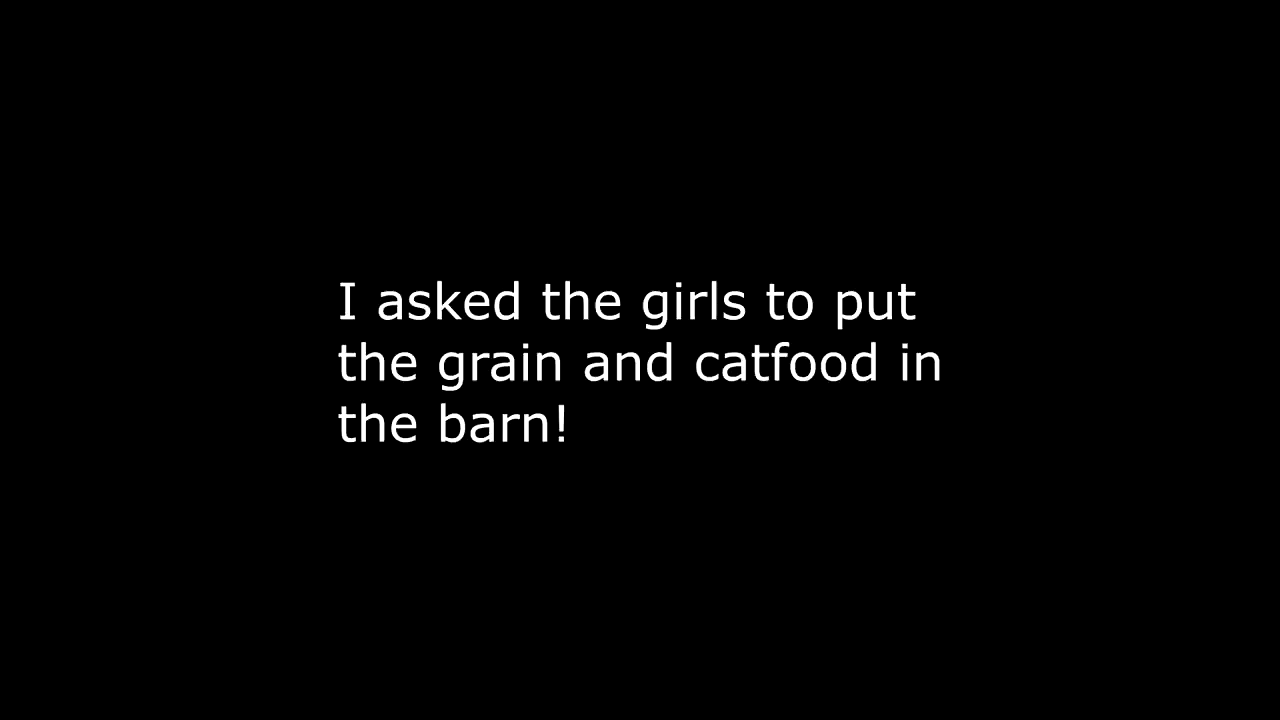 I asked the girls to put
the grain and catfood in
the barn!